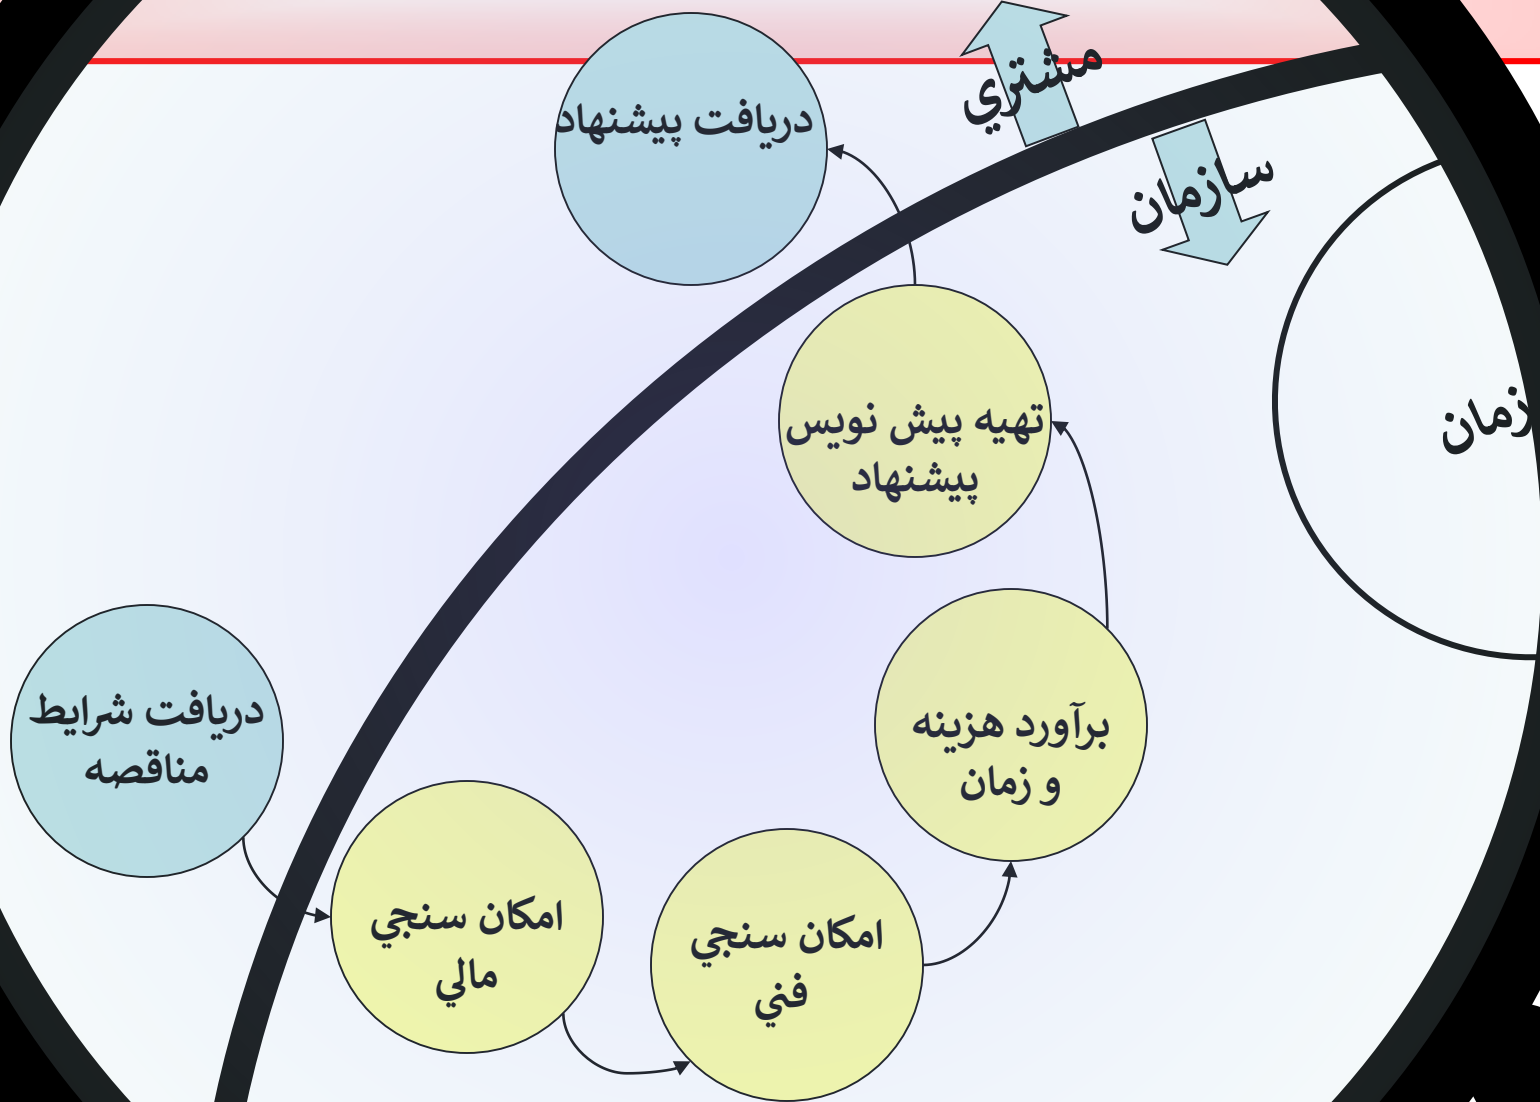 مشتري
دريافت پيشنهاد
سازمان
تهيه پيش نويس
پيشنهاد
زمان
دريافت شرايط
مناقصه
برآورد هزينه
و زمان
امكان سنجي
مالي
امكان سنجي
فني